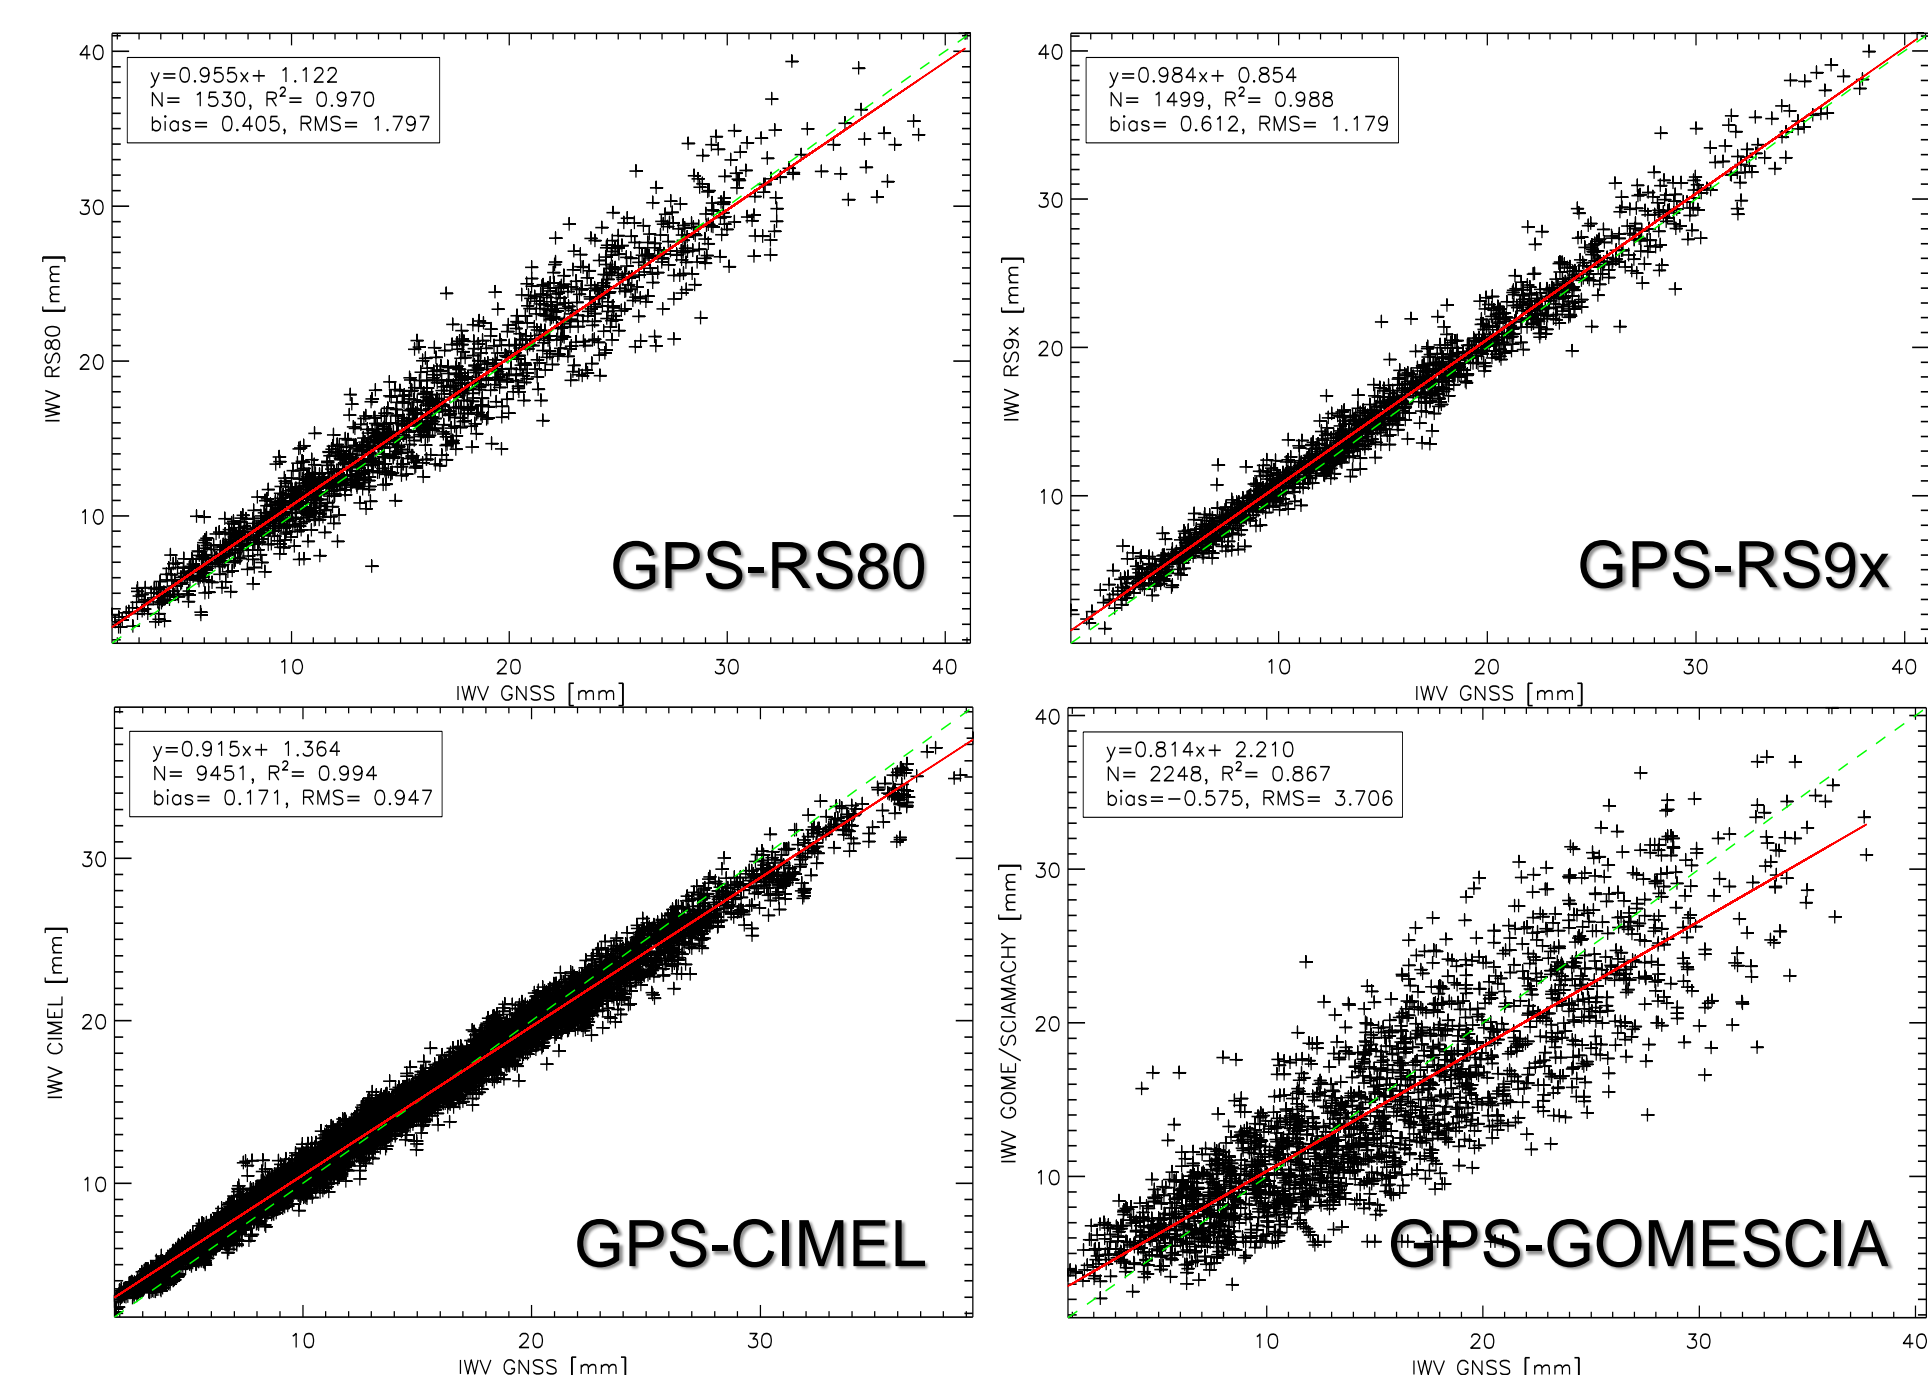 40
30
20
10
IWV RS80 [mm]
y=0.955x+ 1.122
N= 1530, R²= 0.970
bias= 0.405, RMS= 1.797
GPS-RS80
10 20 30 40
IWV GNSS [mm]
40
30
20
10
IWV RS9x [mm]
y=0.984x+ 0.854
N= 1499, R²= 0.988
bias= 0.612, RMS= 1.179
GPS-RS9x
10 20 30 40
IWV GNSS [mm]
30
20
10
IWV CIMEL [mm]
y=0.915x+ 1.364
N= 9451, R²= 0.994
bias= 0.171, RMS= 0.947
GPS-CIMEL
10 20 30
IWV GNSS [mm]
40
30
20
10
IWV GOME/SCIAMACHY [mm]
y=0.814x+ 2.210
N= 2248, R²= 0.867
bias=−0.575, RMS= 3.706
GPS-GOMESCIA
10 20 30 40
IWV GNSS [mm]